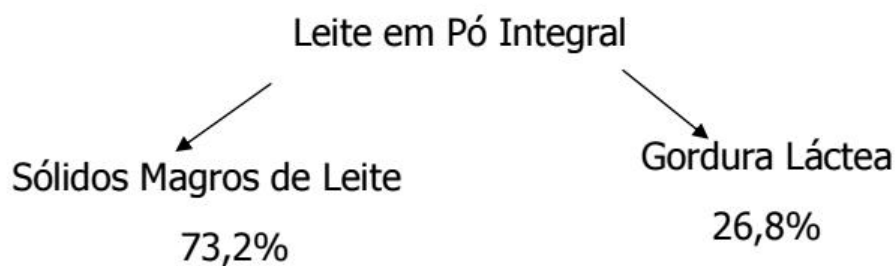 Leite em Pó Integral
Sólidos Magros de Leite
73,2%
Gordura Láctea
26,8%